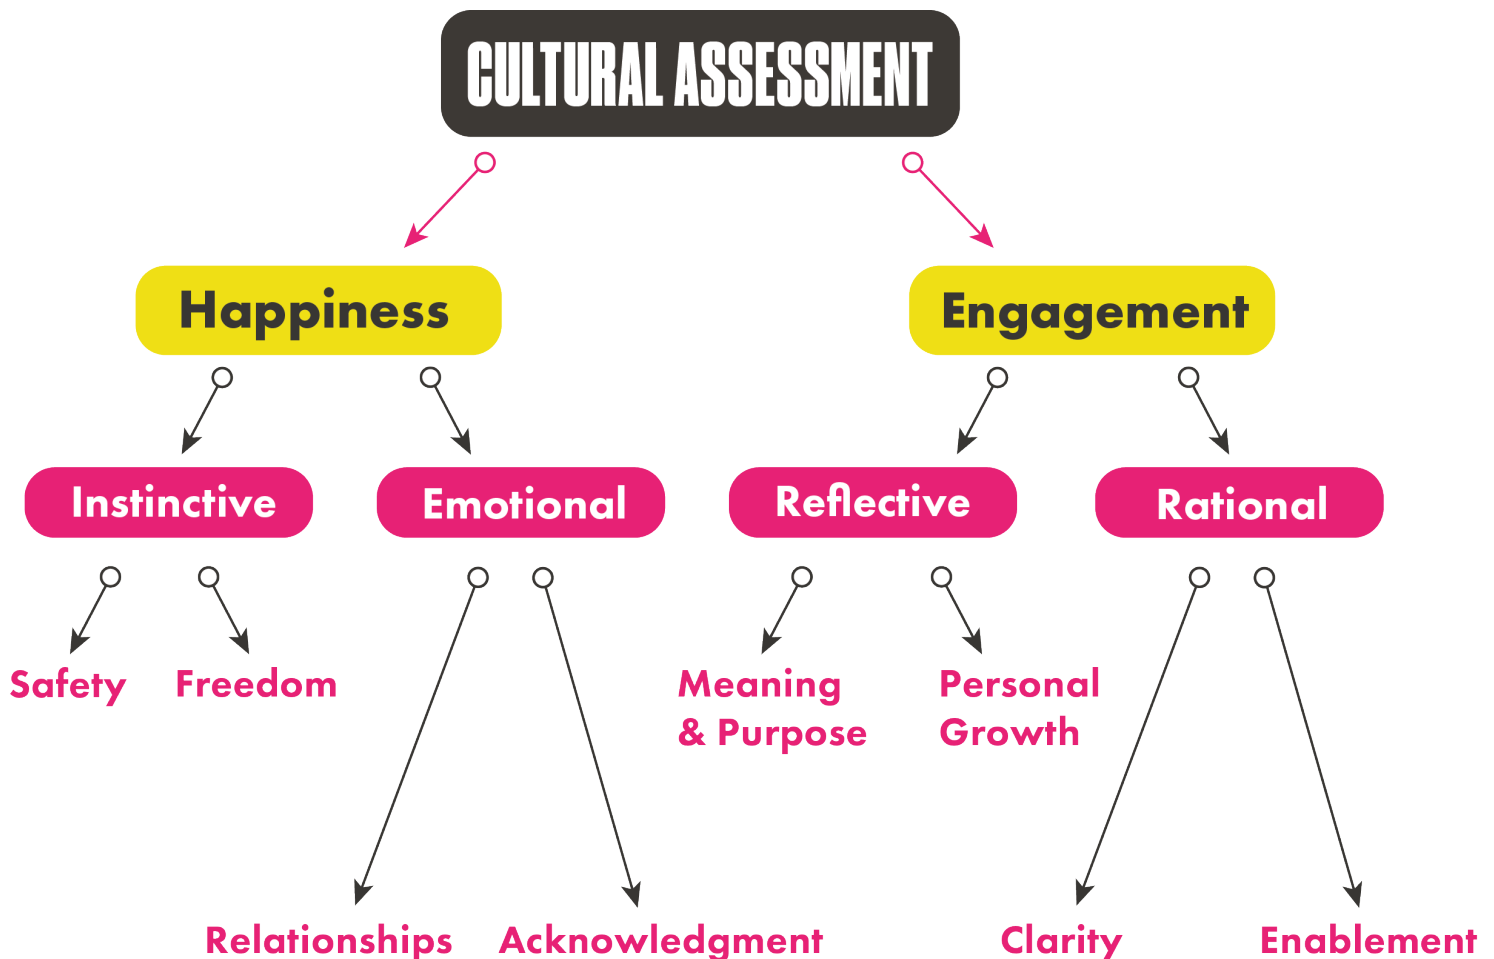 CULTURAL ASSESSMENT
Happiness
Engagement
Instinctive
Emotional
Reflective
Rational
Safety
Freedom
Meaning
& Purpose
Personal
Growth
Relationships
Acknowledgment
Clarity
Enablement